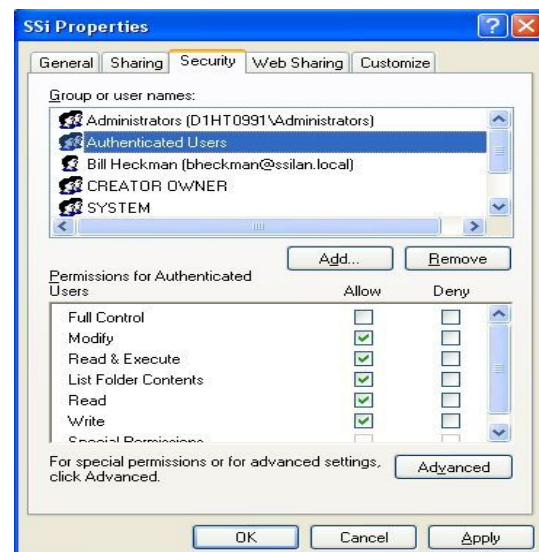 SSi Properties
General Sharing Security Web Sharing Customize
Group or user names:
Administrators (D1HT0991\Administrators)
Authenticated Users
Bill Heckman (bheckman@ssilan.local)
CREATOR OWNER
SYSTEM
Add... Remove
Permissions for Authenticated
Users Allow Deny
Full Control
Modify
Read & Execute
List Folder Contents
Read
Write
Special Permissions
For special permissions or for advanced settings,
click Advanced.
Advanced
OK Cancel Apply